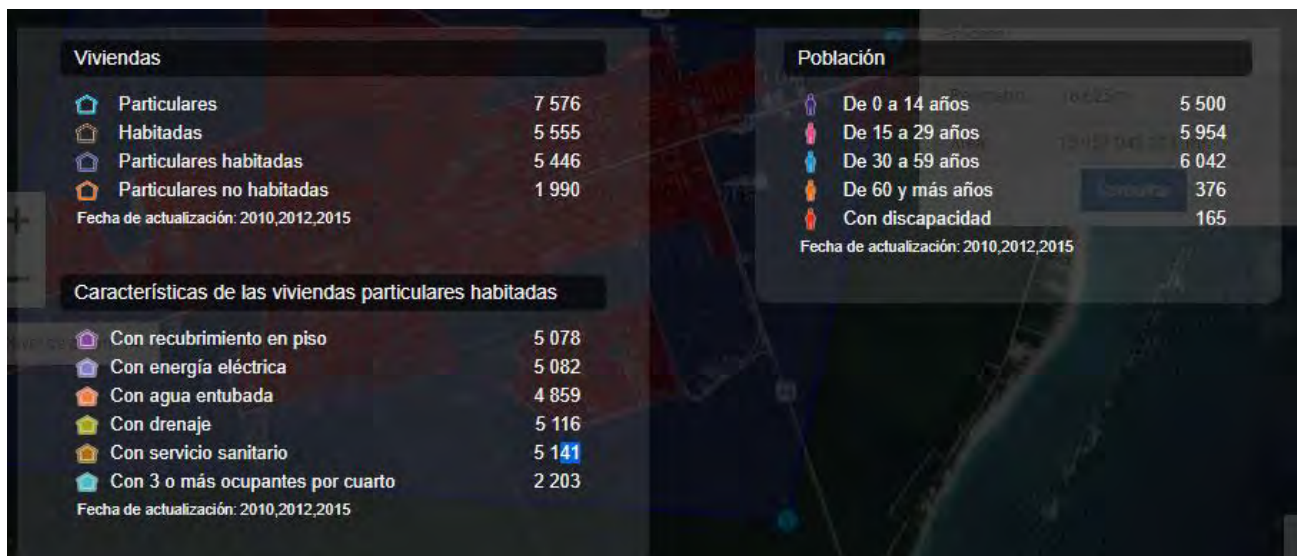 Viviendas
Particulares 7 576
Habitadas 5 555
Particulares habitadas 5 446
Particulares no habitadas 1 990
Fecha de actualización: 2010,2012,2015
Características de las viviendas particulares habitadas
Con recubrimiento en piso 5 078
Con energía eléctrica 5 082
Con agua entubada 4 859
Con drenaje 5 116
Con servicio sanitario 5 141
Con 3 o más ocupantes por cuarto 2 203
Fecha de actualización: 2010,2012,2015
Población
De 0 a 14 años 5 500
De 15 a 29 años 5 954
De 30 a 59 años 6 042
De 60 y más años 376
Con discapacidad 165
Fecha de actualización: 2010,2012,2015